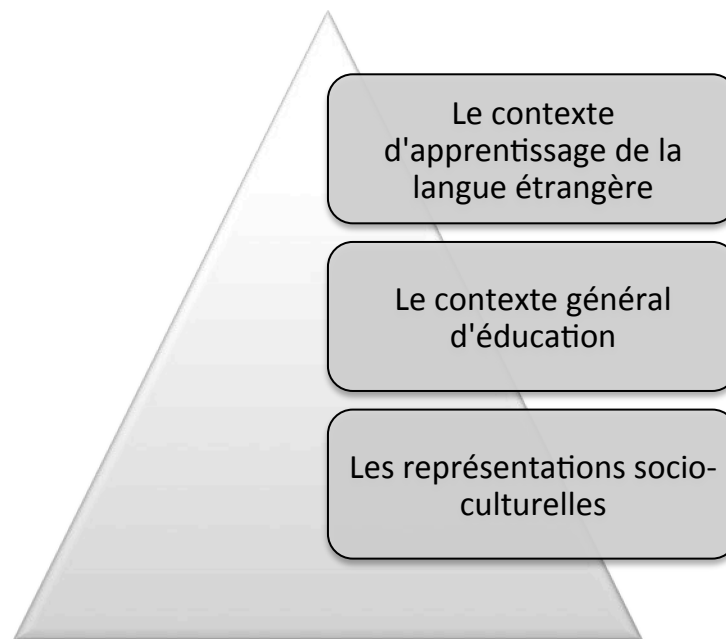 Le contexte
d'apprentissage de la
langue étrangère
Le contexte général
d'éducation
Les représentations socio-
culturelles